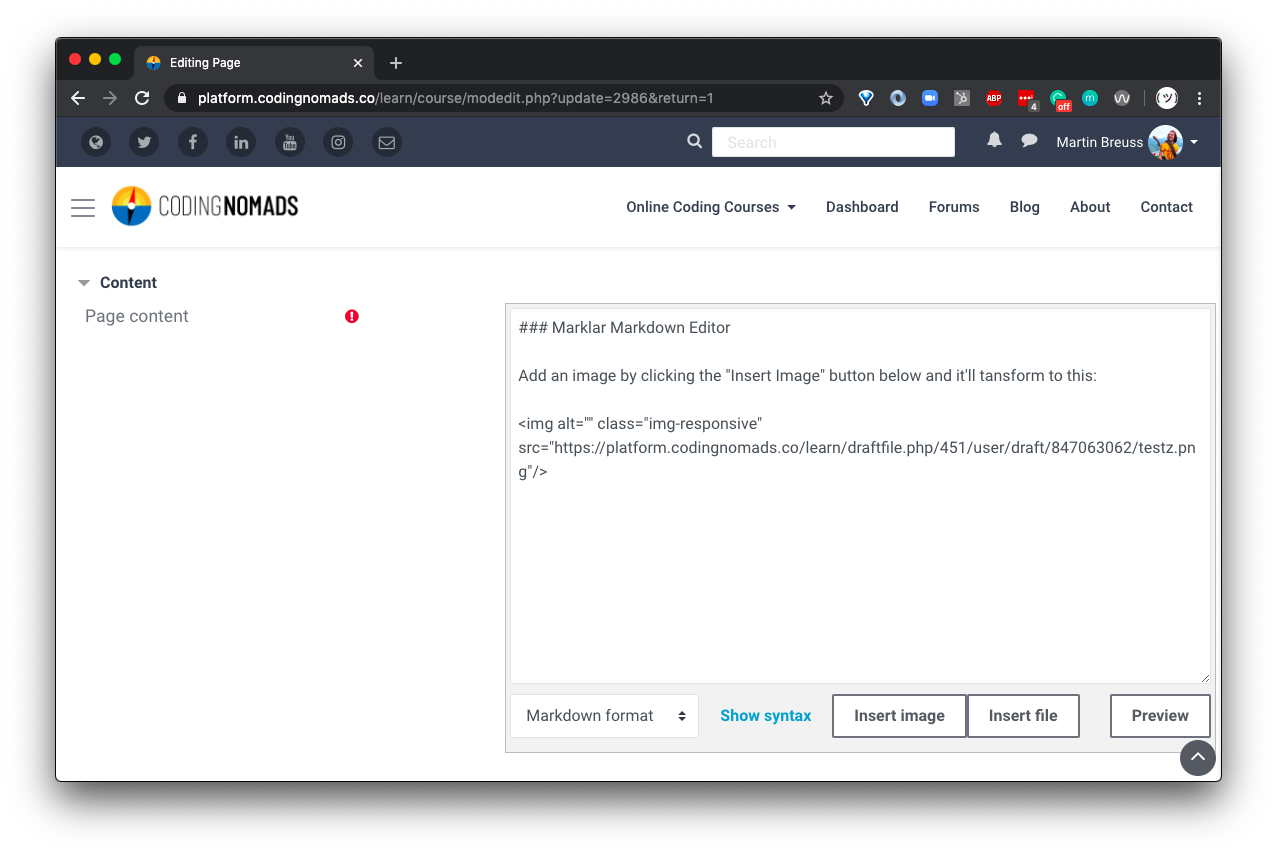 Editing Page
platform.codingnomads.co/learn/course/modedit.php?update=2986&return=1
ABP
4
off
m
(ツ)
You
Tube
Search
Martin Breuss
CODINGNOMADS
Online Coding Courses
Dashboard
Forums
Blog
About
Contact
Content
Page content
### Marklar Markdown Editor
Add an image by clicking the "Insert Image" button below and it'll tansform to this:
<img alt="" class="img-responsive"
src="https://platform.codingnomads.co/learn/draftfile.php/451/user/draft/847063062/testz.pn
g"/>
Markdown format
Show syntax
Insert image
Insert file
Preview